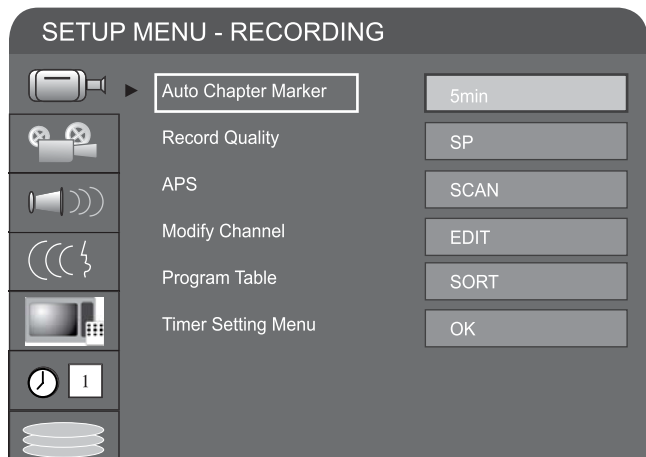 SETUP MENU - RECORDING
Auto Chapter Marker 5min
Record Quality SP
APS SCAN
Modify Channel EDIT
Program Table SORT
Timer Setting Menu OK
1